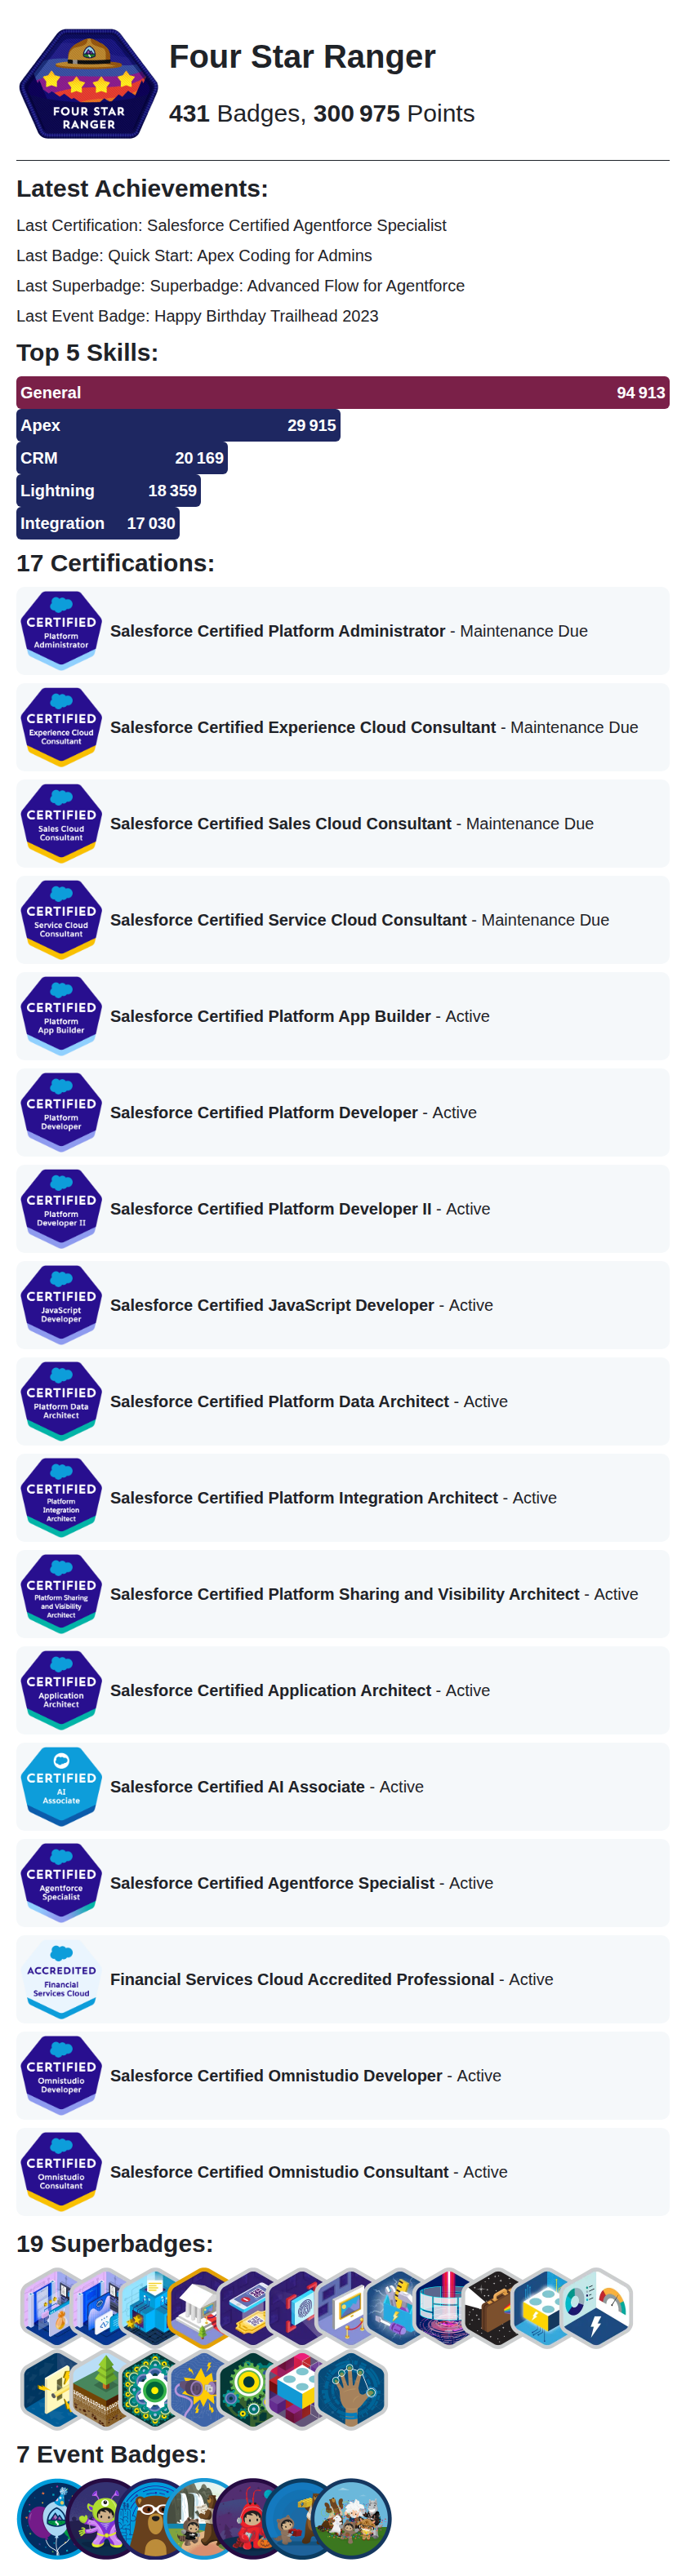 FOUR STAR
RANGER
Four Star Ranger
431 Badges, 300 975 Points
Latest Achievements:
Last Certification: Salesforce Certified Agentforce Specialist
Last Badge: Quick Start: Apex Coding for Admins
Last Superbadge: Superbadge: Advanced Flow for Agentforce
Last Event Badge: Happy Birthday Trailhead 2023
Top 5 Skills:
General 94 913
Apex 29 915
CRM 20 169
Lightning 18 359
Integration 17 030
17 Certifications:
CERTIFIED
Platform
Administrator
Salesforce Certified Platform Administrator - Maintenance Due
CERTIFIED
Experience Cloud
Consultant
Salesforce Certified Experience Cloud Consultant - Maintenance Due
CERTIFIED
Sales Cloud
Consultant
Salesforce Certified Sales Cloud Consultant - Maintenance Due
CERTIFIED
Service Cloud
Consultant
Salesforce Certified Service Cloud Consultant - Maintenance Due
CERTIFIED
Platform
App Builder
Salesforce Certified Platform App Builder - Active
CERTIFIED
Platform
Developer
Salesforce Certified Platform Developer - Active
CERTIFIED
Platform
Developer II
Salesforce Certified Platform Developer II - Active
CERTIFIED
JavaScript
Developer
Salesforce Certified JavaScript Developer - Active
CERTIFIED
Platform Data
Architect
Salesforce Certified Platform Data Architect - Active
CERTIFIED
Platform
Integration
Architect
Salesforce Certified Platform Integration Architect - Active
CERTIFIED
Platform Sharing
and Visibility
Architect
Salesforce Certified Platform Sharing and Visibility Architect - Active
CERTIFIED
Application
Architect
Salesforce Certified Application Architect - Active
CERTIFIED
AI
Associate
Salesforce Certified AI Associate - Active
CERTIFIED
Agentforce
Specialist
Salesforce Certified Agentforce Specialist - Active
ACCREDITED
Financial
Services Cloud
Financial Services Cloud Accredited Professional - Active
CERTIFIED
Omnistudio
Developer
Salesforce Certified Omnistudio Developer - Active
CERTIFIED
Omnistudio
Consultant
Salesforce Certified Omnistudio Consultant - Active
19 Superbadges:
7 Event Badges: